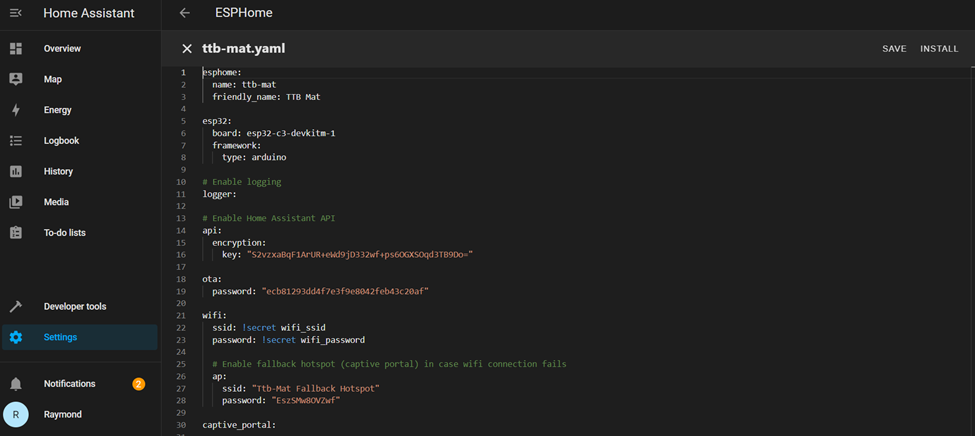 Home Assistant
ESPHome
ttb-mat.yaml
SAVE
INSTALL
Overview
Map
Energy
Logbook
History
Media
To-do lists
Developer tools
Settings
Notifications
2
R
Raymond
1 esphome:
2 name: ttb-mat
3 friendly_name: TTB Mat
4
5 esp32:
6 board: esp32-c3-devkitm-1
7 framework:
8 type: arduino
9
10 # Enable logging
11 logger:
12
13 # Enable Home Assistant API
14 api:
15 encryption:
16 key: "S2vzxaBqF1ArUR+eWd9jD332wf+ps6OGXSOqd3TB9Do="
17
18 ota:
19 password: "ecb81293dd4f7e3f9e8042feb43c20af"
20
21 wifi:
22 ssid: !secret wifi_ssid
23 password: !secret wifi_password
24
25 # Enable fallback hotspot (captive portal) in case wifi connection fails
26 ap:
27 ssid: "Ttb-Mat Fallback Hotspot"
28 password: "EszSMw8OVZwf"
29
30 captive_portal: